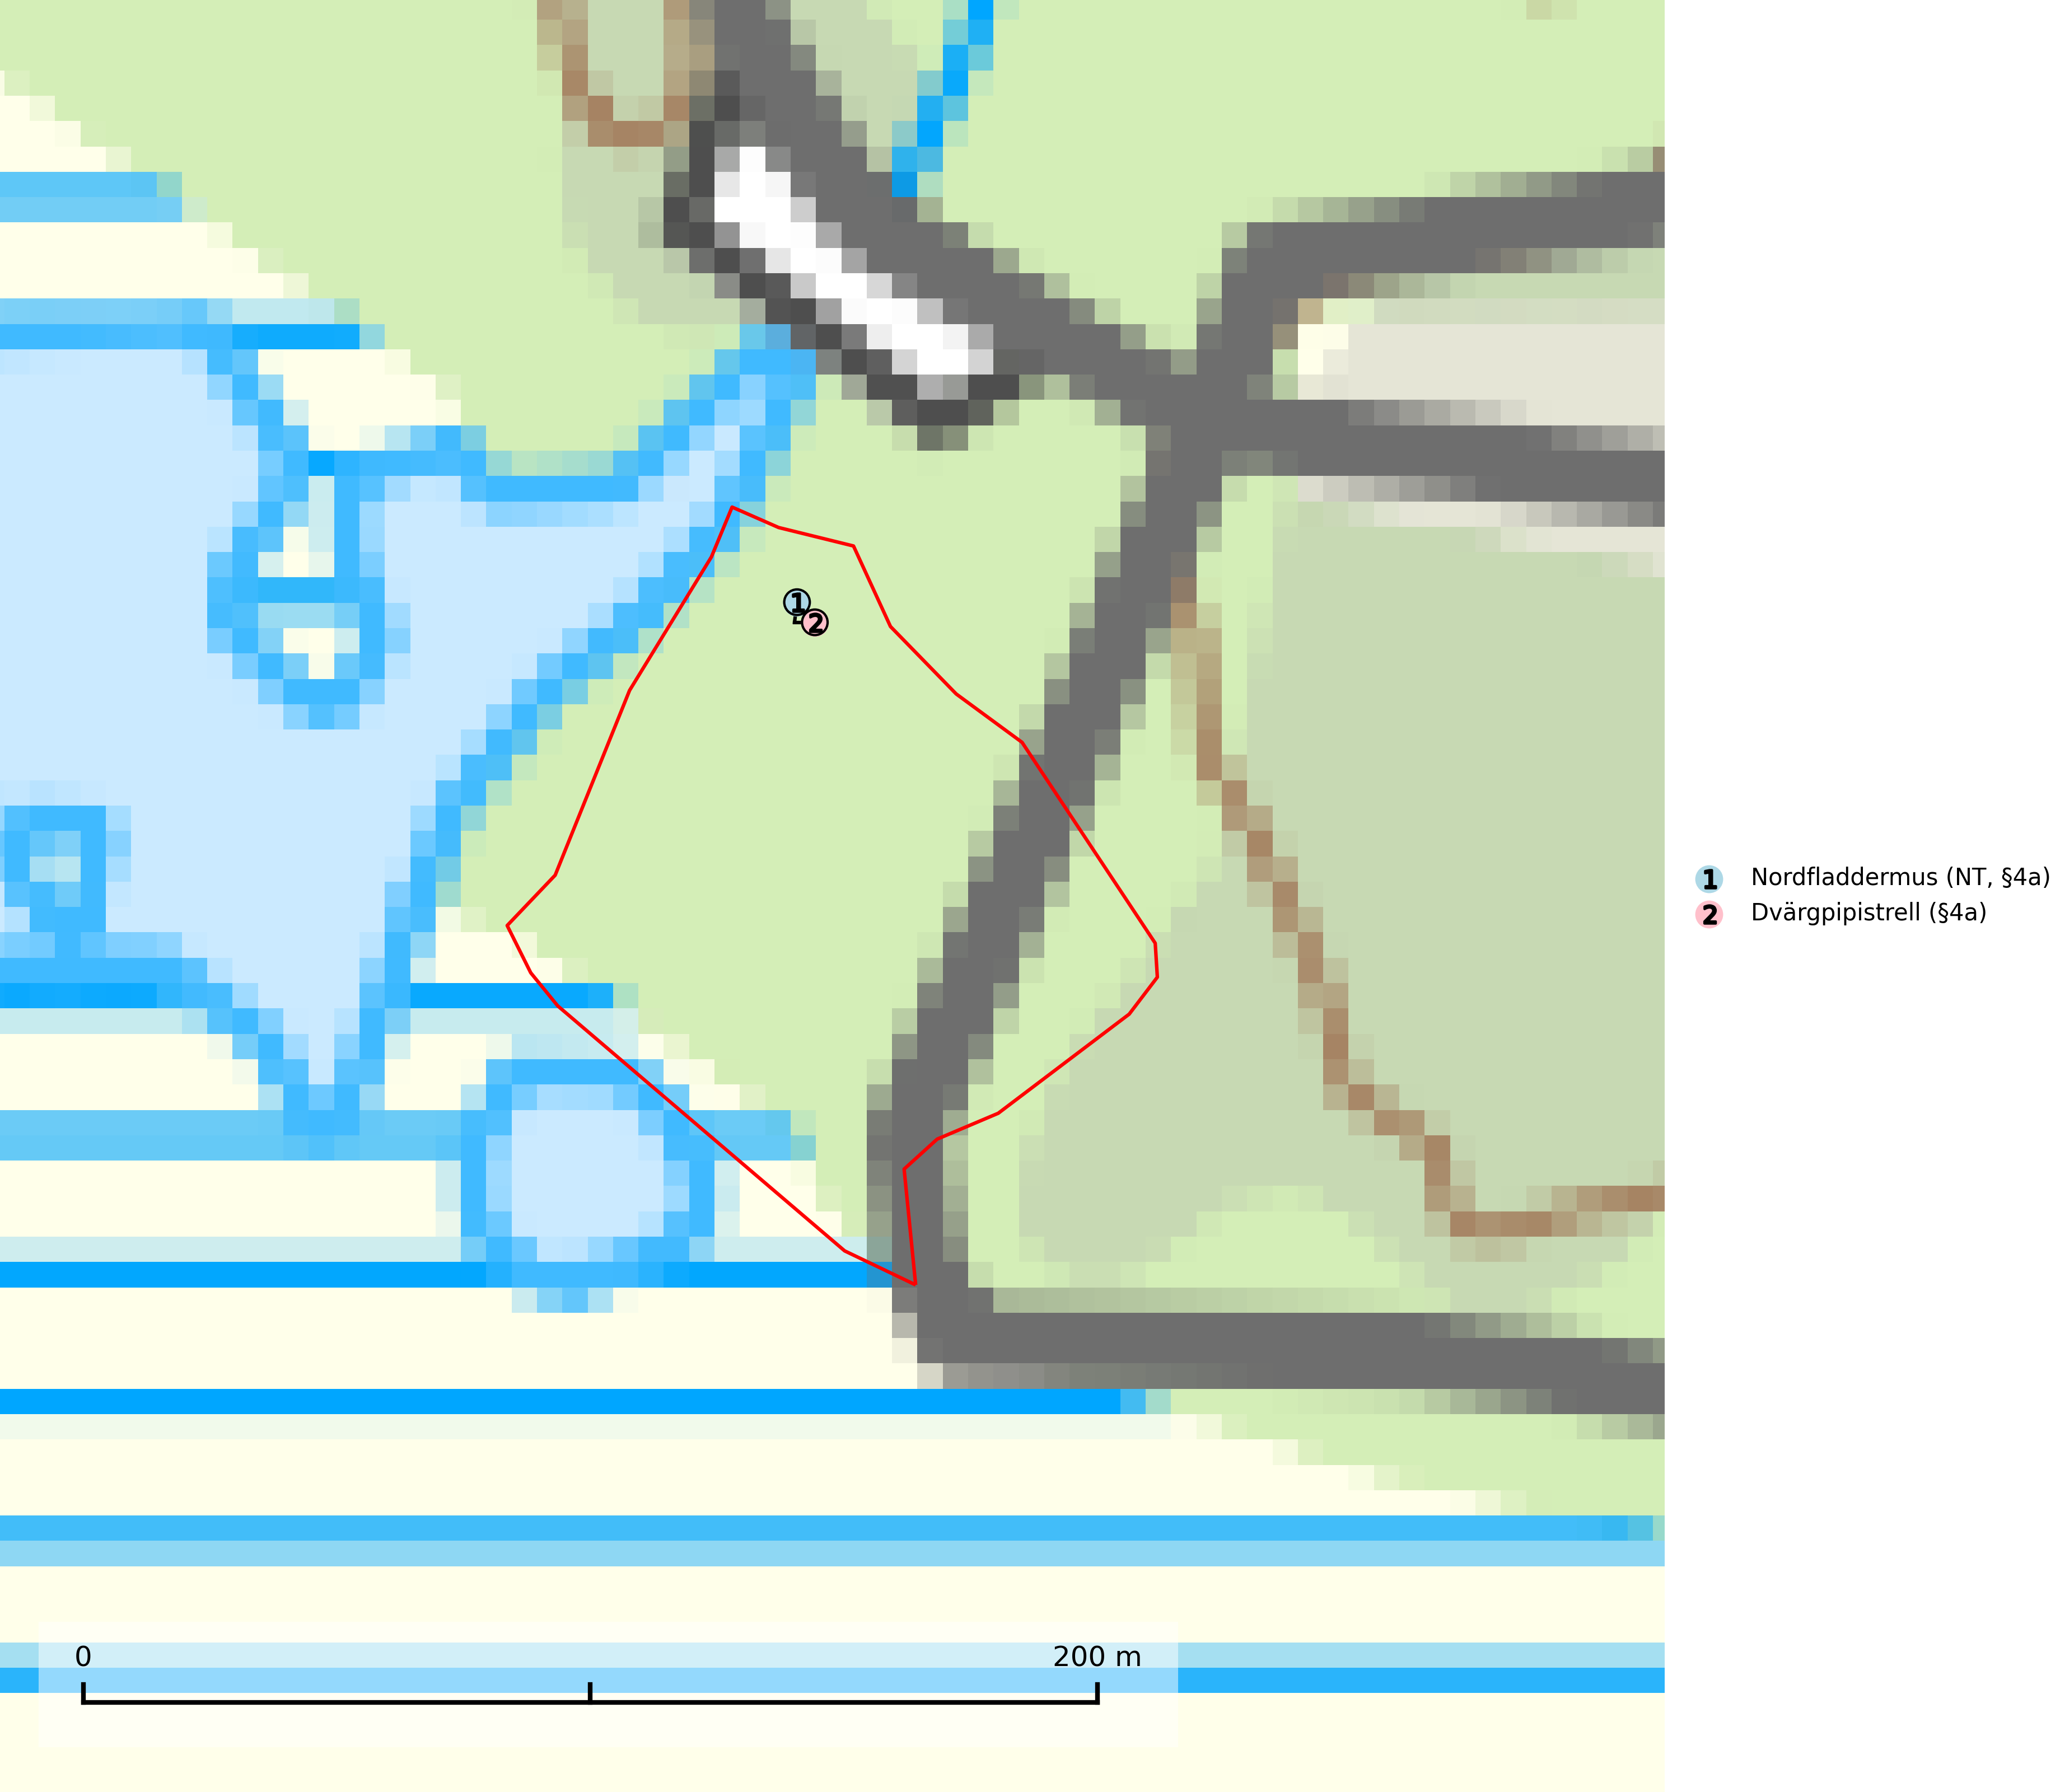 1
2
1 Nordfladdermus (NT, §4a)
2 Dvärgpipistrell (§4a)
0 200 m